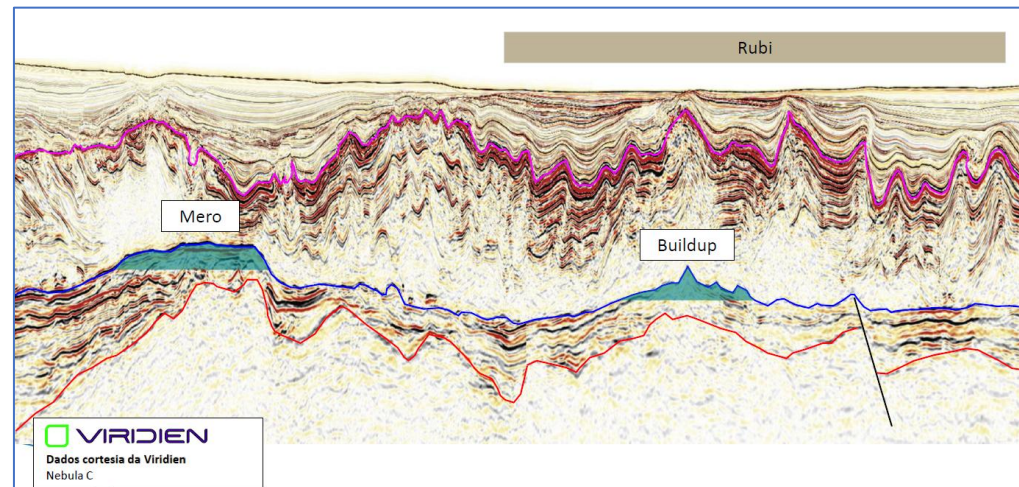 Rubi
Mero
Buildup
VIRIDIEN
Dados cortesia da Viridien
Nebula C